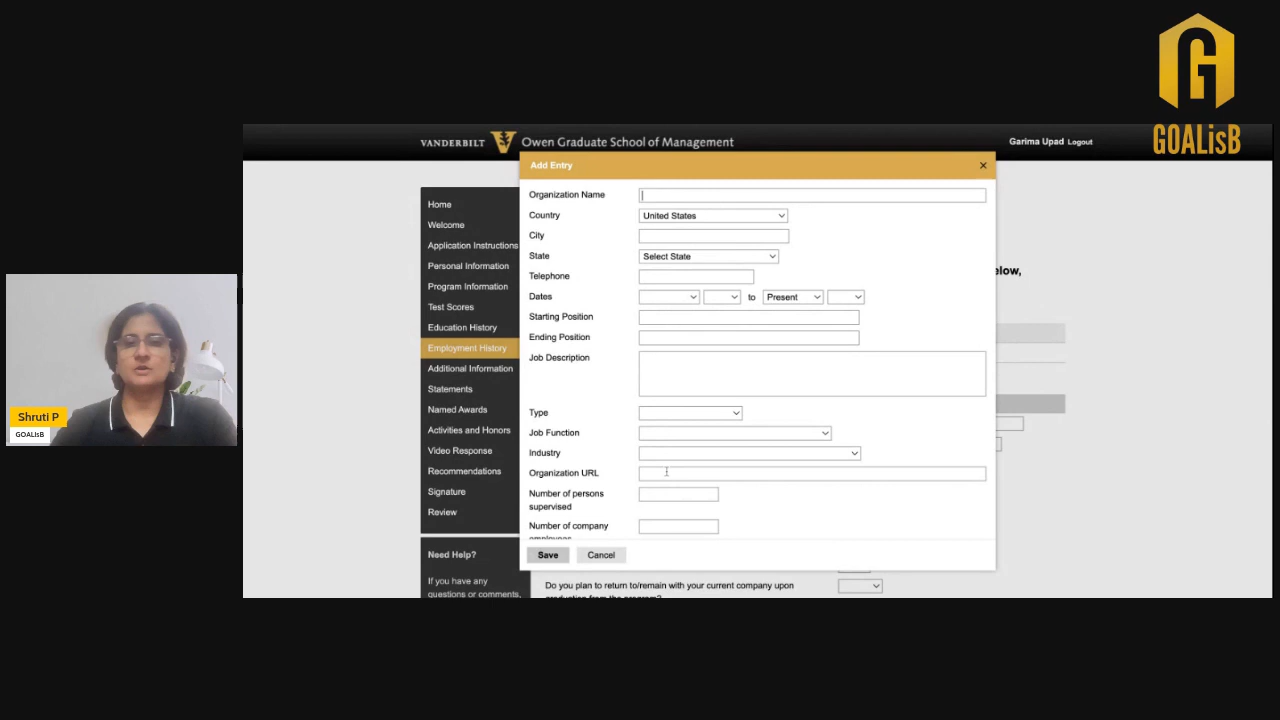 G
GOALisB
VANDERBILT V Owen Graduate School of Management
Garima Upad Logout
Add Entry
×
Home
Welcome
Application Instructions
Personal Information
Program Information
Test Scores
Education History
Employment History
Additional Information
Statements
Named Awards
Activities and Honors
Video Response
Recommendations
Signature
Review
Need Help?
If you have any
questions or comments,
Organization Name
Country United States
City
State Select State
Telephone
Dates to Present
Starting Position
Ending Position
Job Description
Type
Job Function
Industry
Organization URL
Number of persons
supervised
Number of company
Save Cancel
elow,
Do you plan to return to/remain with your current company upon
Shruti P
GOALIsB